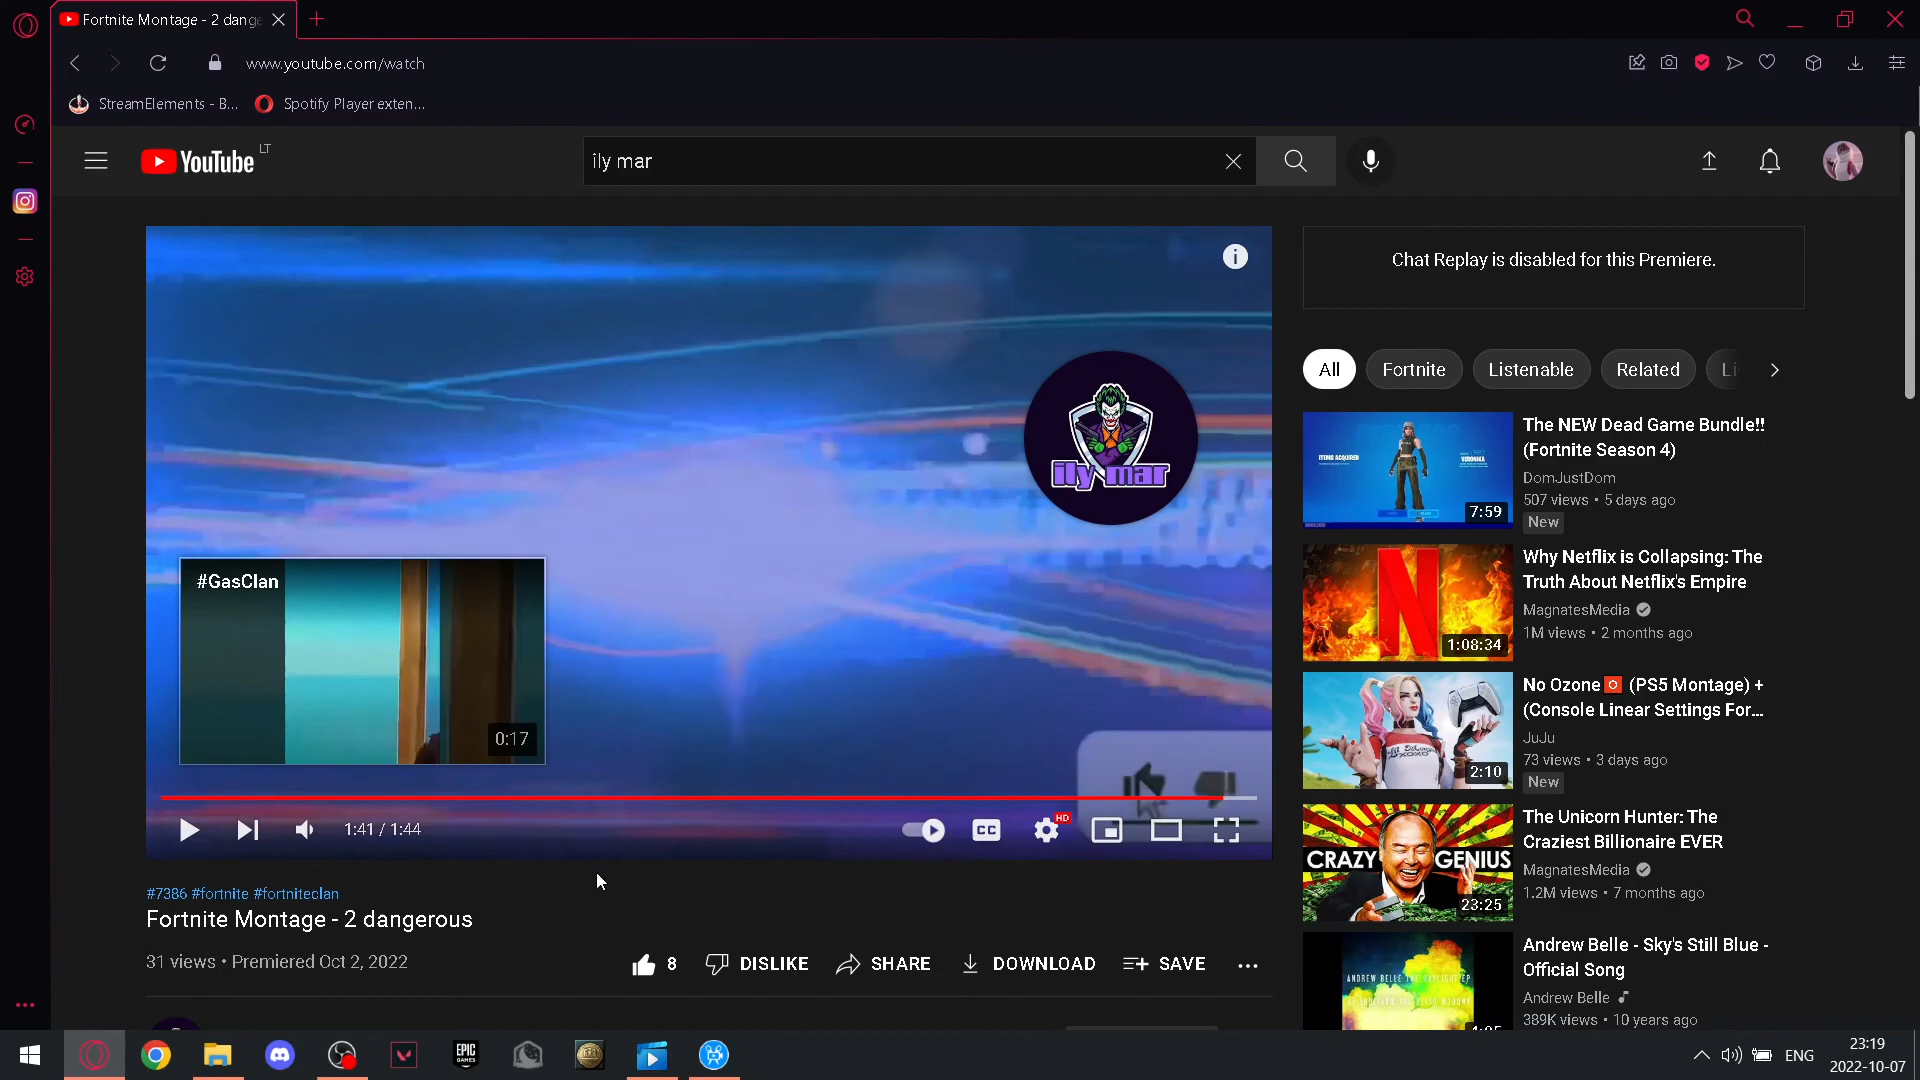 Fortnite Montage - 2 dange
www.youtube.com/watch
StreamElements - B...
Spotify Player exten...
YouTube LT
ily mar
Chat Replay is disabled for this Premiere.
All
Fortnite
Listenable
Related
Li
ily mar
#GasClan
0:17
1:41 / 1:44
CC
HD
#7386 #fortnite #fortniteclan
Fortnite Montage - 2 dangerous
31 views • Premiered Oct 2, 2022
8
DISLIKE
SHARE
DOWNLOAD
SAVE
ITEMS ACQUIRED
7:59
The NEW Dead Game Bundle!!
(Fortnite Season 4)
DomJustDom
507 views • 5 days ago
New
1:08:34
Why Netflix is Collapsing: The
Truth About Netflix's Empire
MagnatesMedia
1M views • 2 months ago
2:10
No Ozone (PS5 Montage) +
(Console Linear Settings For...
JuJu
73 views • 3 days ago
New
CRAZY GENIUS
23:25
The Unicorn Hunter: The
Craziest Billionaire EVER
MagnatesMedia
1.2M views • 7 months ago
Andrew Belle - Sky's Still Blue -
Official Song
Andrew Belle
389K views • 10 years ago
EPIC
GAMES
ENG
23:19
2022-10-07